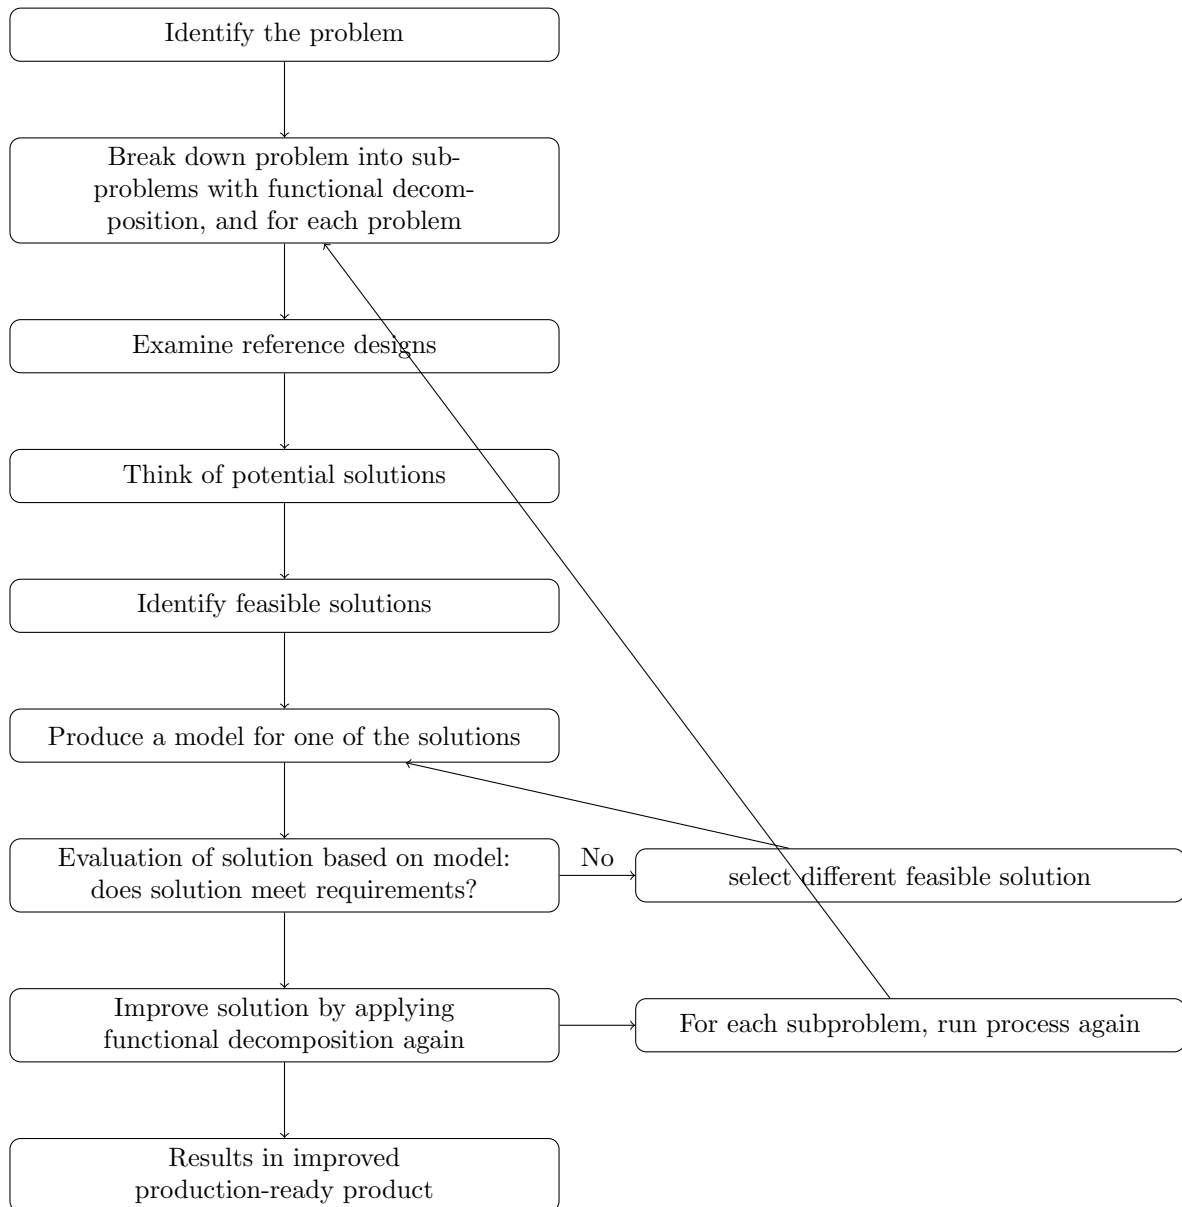 Identify the problem
Break down problem into sub-
problems with functional decom-
position, and for each problem
Examine reference designs
Think of potential solutions
Identify feasible solutions
Produce a model for one of the solutions
Evaluation of solution based on model:
does solution meet requirements?
No
select different feasible solution
Improve solution by applying
functional decomposition again
For each subproblem, run process again
Results in improved
production-ready product